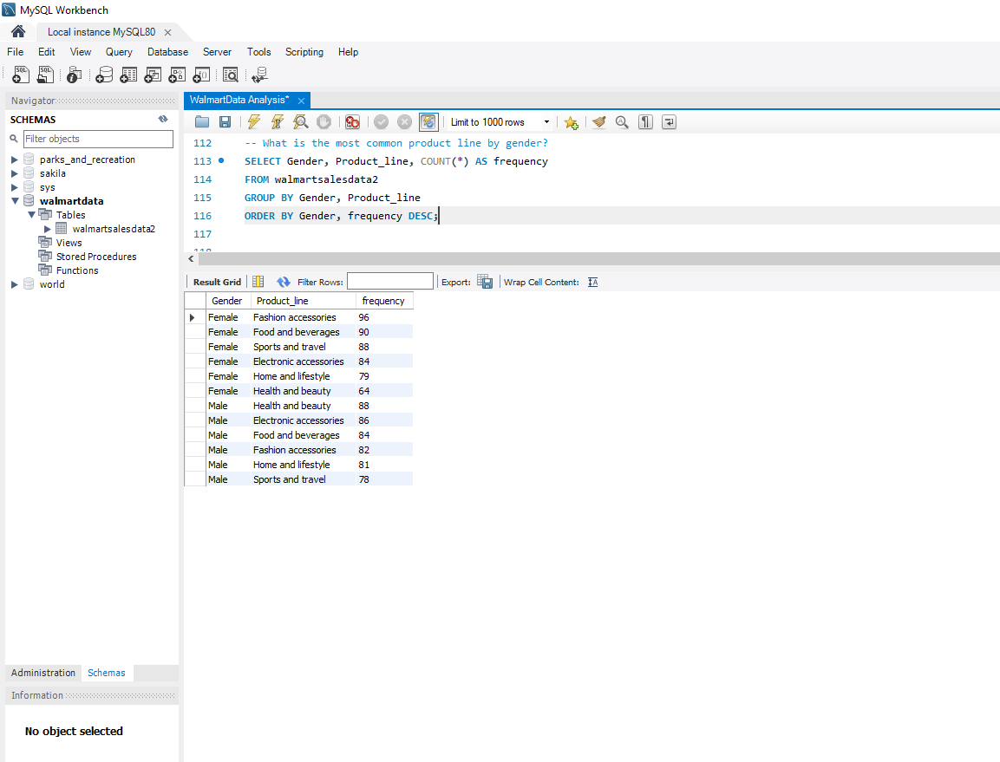 MySQL Workbench
Local instance MySQL80
File Edit View Query Database Server Tools Scripting Help
Navigator
SCHEMAS
Filter objects
parks_and_recreation
sakila
sys
walmartdata
Tables
walmartsalesdata2
Views
Stored Procedures
Functions
world
Administration Schemas
Information
No object selected
WalmartData Analysis*
Limit to 1000 rows
112 -- What is the most common product line by gender?
113 SELECT Gender, Product_line, COUNT(*) AS frequency
114 FROM walmartsalesdata2
115 GROUP BY Gender, Product_line
116 ORDER BY Gender, frequency DESC;
117
118
Result Grid Filter Rows: Export: Wrap Cell Content:
Gender Product_line frequency
Female Fashion accessories 96
Female Food and beverages 90
Female Sports and travel 88
Female Electronic accessories 84
Female Home and lifestyle 79
Female Health and beauty 64
Male Health and beauty 88
Male Electronic accessories 86
Male Food and beverages 84
Male Fashion accessories 82
Male Home and lifestyle 81
Male Sports and travel 78